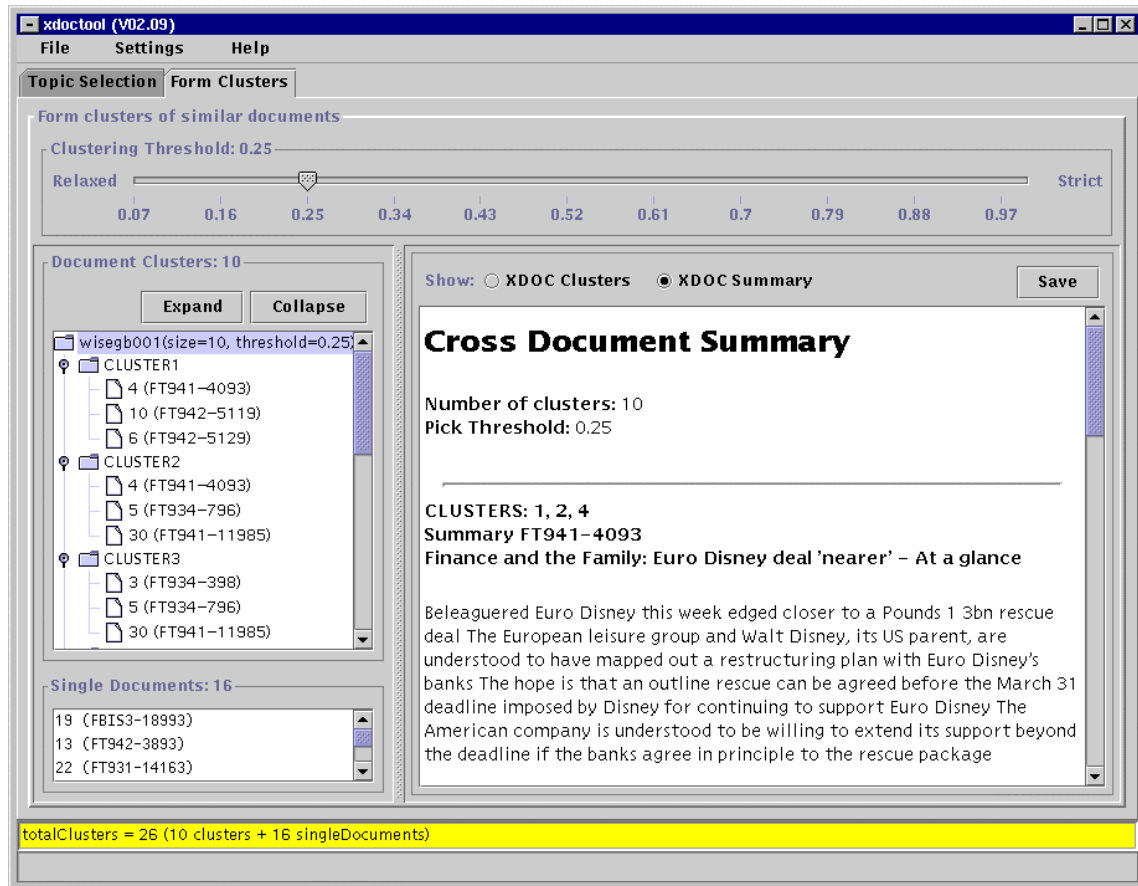 xdoctool (V02.09)
File Settings Help
Topic Selection Form Clusters
Form clusters of similar documents
Clustering Threshold: 0.25
Relaxed Strict
0.07 0.16 0.25 0.34 0.43 0.52 0.61 0.7 0.79 0.88 0.97
Document Clusters: 10
Expand Collapse
wisegb001(size=10, threshold=0.25)
CLUSTER1
4 (FT941-4093)
10 (FT942-5119)
6 (FT942-5129)
CLUSTER2
4 (FT941-4093)
5 (FT934-796)
30 (FT941-11985)
CLUSTER3
3 (FT934-398)
5 (FT934-796)
30 (FT941-11985)
Single Documents: 16
19 (FBIS3-18993)
13 (FT942-3893)
22 (FT931-14163)
Show: XDOC Clusters XDOC Summary Save
Cross Document Summary
Number of clusters: 10
Pick Threshold: 0.25
CLUSTERS: 1, 2, 4
Summary FT941-4093
Finance and the Family: Euro Disney deal 'nearer' - At a glance
Beleaguered Euro Disney this week edged closer to a Pounds 1 3bn rescue
deal The European leisure group and Walt Disney, its US parent, are
understood to have mapped out a restructuring plan with Euro Disney's
banks The hope is that an outline rescue can be agreed before the March 31
deadline imposed by Disney for continuing to support Euro Disney The
American company is understood to be willing to extend its support beyond
the deadline if the banks agree in principle to the rescue package
totalClusters = 26 (10 clusters + 16 singleDocuments)